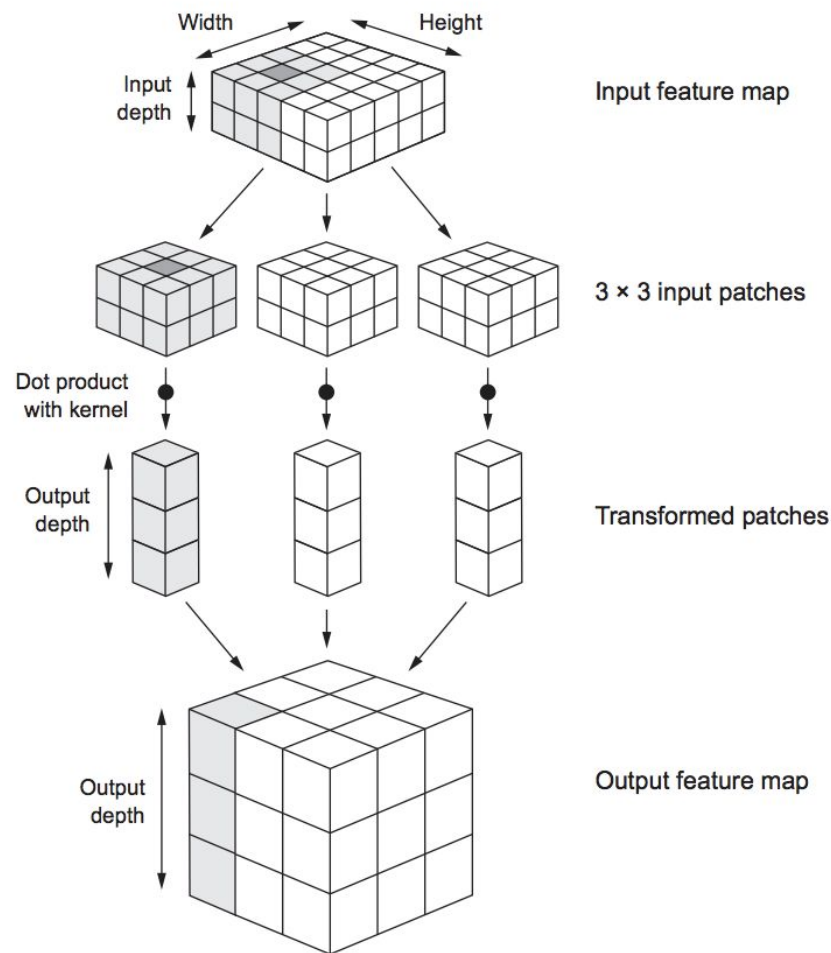 Width
Height
Input
depth
Input feature map
3 × 3 input patches
Dot product
with kernel
Output
depth
Transformed patches
Output
depth
Output feature map